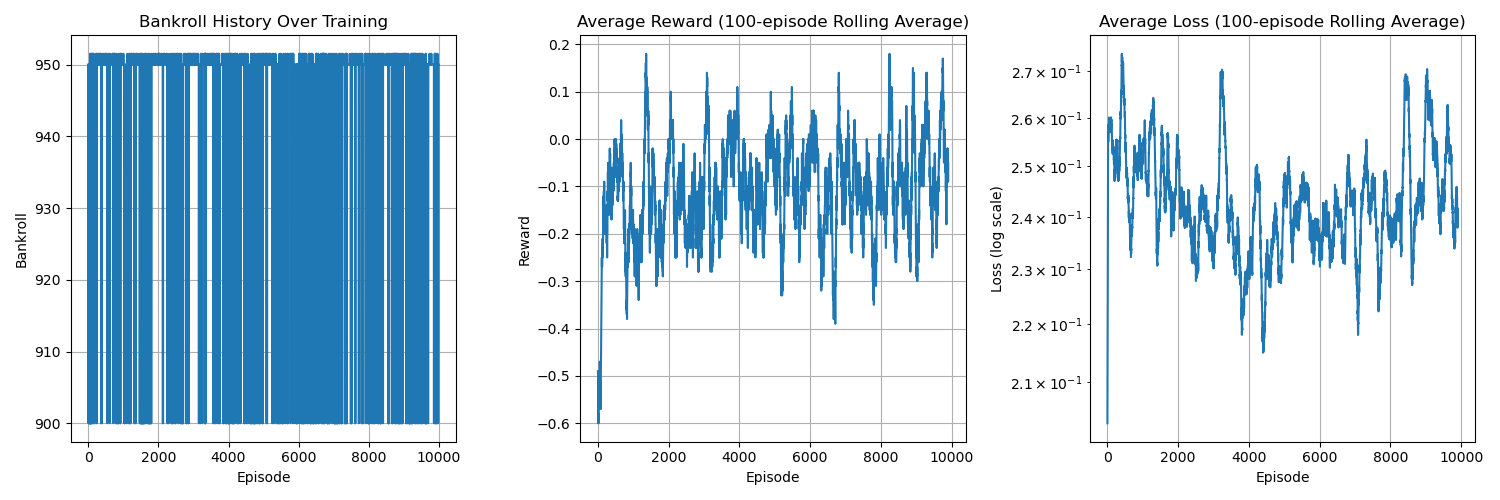 Bankroll History Over Training
950
940
930
920
910
900
0 2000 4000 6000 8000 10000
Episode
Bankroll
Average Reward (100-episode Rolling Average)
0.2
0.1
0.0
−0.1
−0.2
−0.3
−0.4
−0.5
−0.6
0 2000 4000 6000 8000 10000
Episode
Reward
Average Loss (100-episode Rolling Average)
2.7 × 10⁻¹
2.6 × 10⁻¹
2.5 × 10⁻¹
2.4 × 10⁻¹
2.3 × 10⁻¹
2.2 × 10⁻¹
2.1 × 10⁻¹
0 2000 4000 6000 8000 10000
Episode
Loss (log scale)